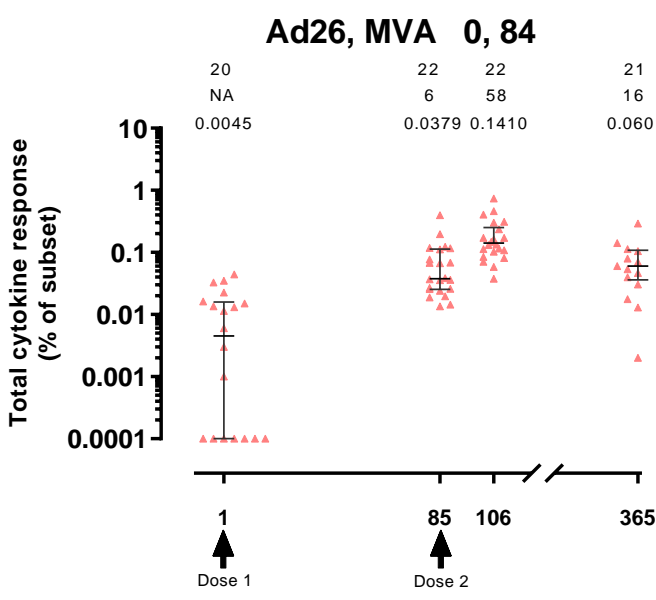 Ad26, MVA 0, 84
20 22 22 21
NA 6 58 16
0.0045 0.0379 0.1410 0.060
Total cytokine response
(% of subset)
10
1
0.1
0.01
0.001
0.0001
1 85 106 365
Dose 1 Dose 2